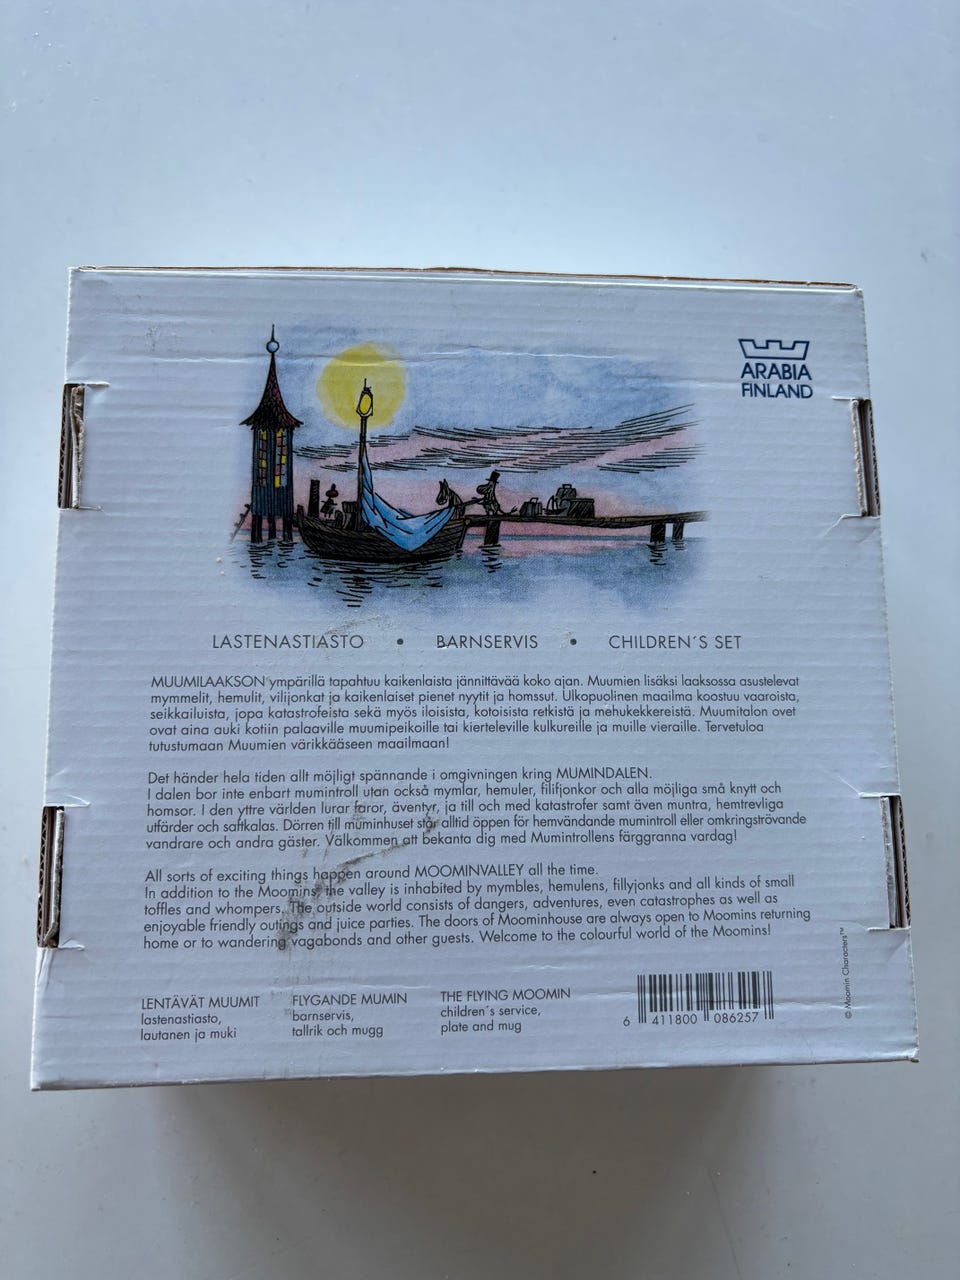 ARABIA
FINLAND
LASTENASTIASTO • BARNSERVIS • CHILDREN´S SET
MUUMILAAKSON ympärillä tapahtuu kaikenlaista jännittävää koko ajan. Muumien lisäksi laaksossa asustelevat
mymmelit, hemulit, vilijonkat ja kaikenlaiset pienet nyytit ja homssut. Ulkopuolinen maailma koostuu vaaroista,
seikkailuista, jopa katastrofeista sekä myös iloisista, kotoisista retkistä ja mehukekkereistä. Muumitalon ovet
ovat aina auki kotiin palaaville muumipeikoille tai kierteleville kulkureille ja muille vieraille. Tervetuloa
tutustumaan Muumien värikkääseen maailmaan!
Det händer hela tiden allt möjligt spännande i omgivningen kring MUMINDALEN.
I dalen bor inte enbart mumintroll utan också mymlar, hemuler, filifjonkor och alla möjliga små knytt och
homsor. I den yttre världen lurar faror, äventyr, ja till och med katastrofer samt även muntra, hemtrevliga
utfärder och saftkalas. Dörren till muminhuset står alltid öppen för hemvändande mumintroll eller omkringströvande
vandrare och andra gäster. Välkommen att bekanta dig med Mumintrollens färggranna vardag!
All sorts of exciting things happen around MOOMINVALLEY all the time.
In addition to the Moomins, the valley is inhabited by mymbles, hemulens, fillyjonks and all kinds of small
toffles and whompers. The outside world consists of dangers, adventures, even catastrophes as well as
enjoyable friendly outings and juice parties. The doors of Moominhouse are always open to Moomins returning
home or to wandering vagabonds and other guests. Welcome to the colourful world of the Moomins!
LENTÄVÄT MUUMIT
lastenastiasto,
lautanen ja muki
FLYGANDE MUMIN
barnservis,
tallrik och mugg
THE FLYING MOOMIN
children´s service,
plate and mug
6 411800 086257
© Moomin Characters™